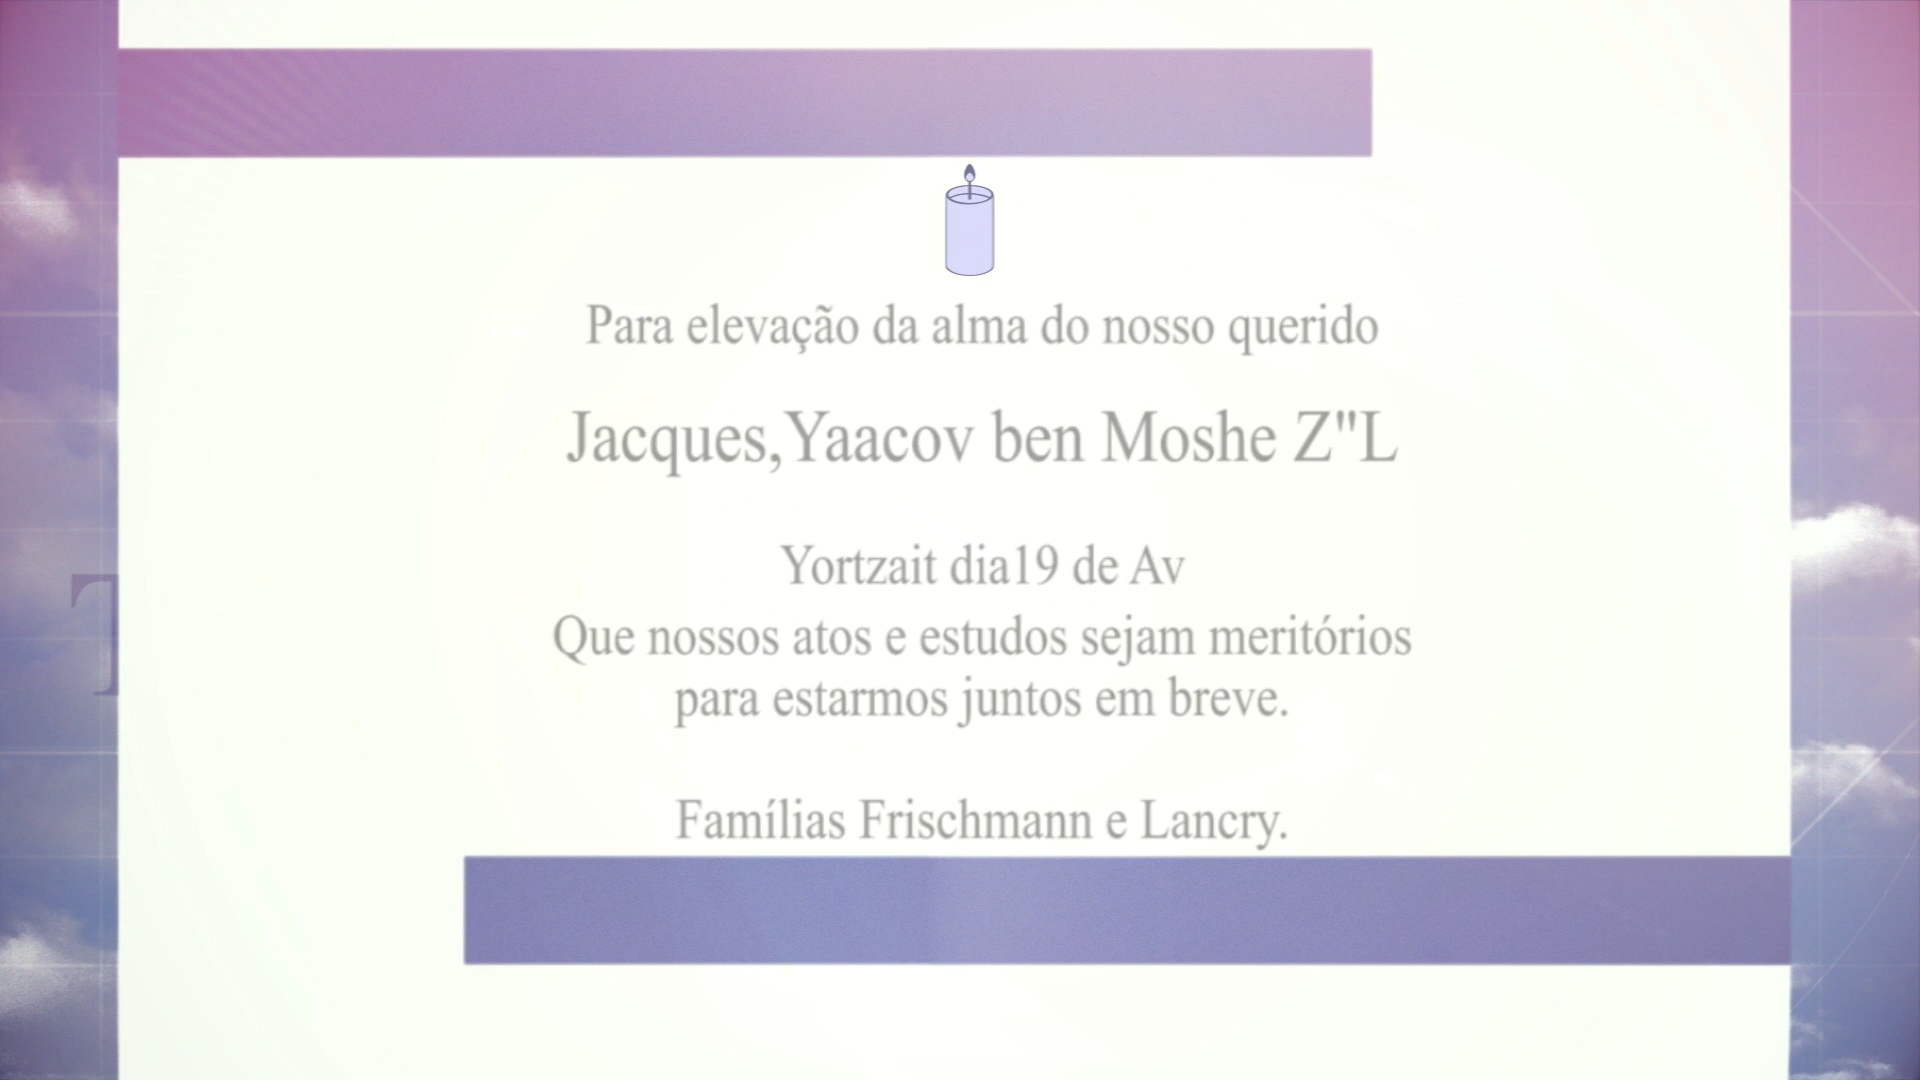 Para elevação da alma do nosso querido
Jacques,Yaacov ben Moshe Z"L
Yortzait dia19 de Av
Que nossos atos e estudos sejam meritórios
para estarmos juntos em breve.
Famílias Frischmann e Lancry.